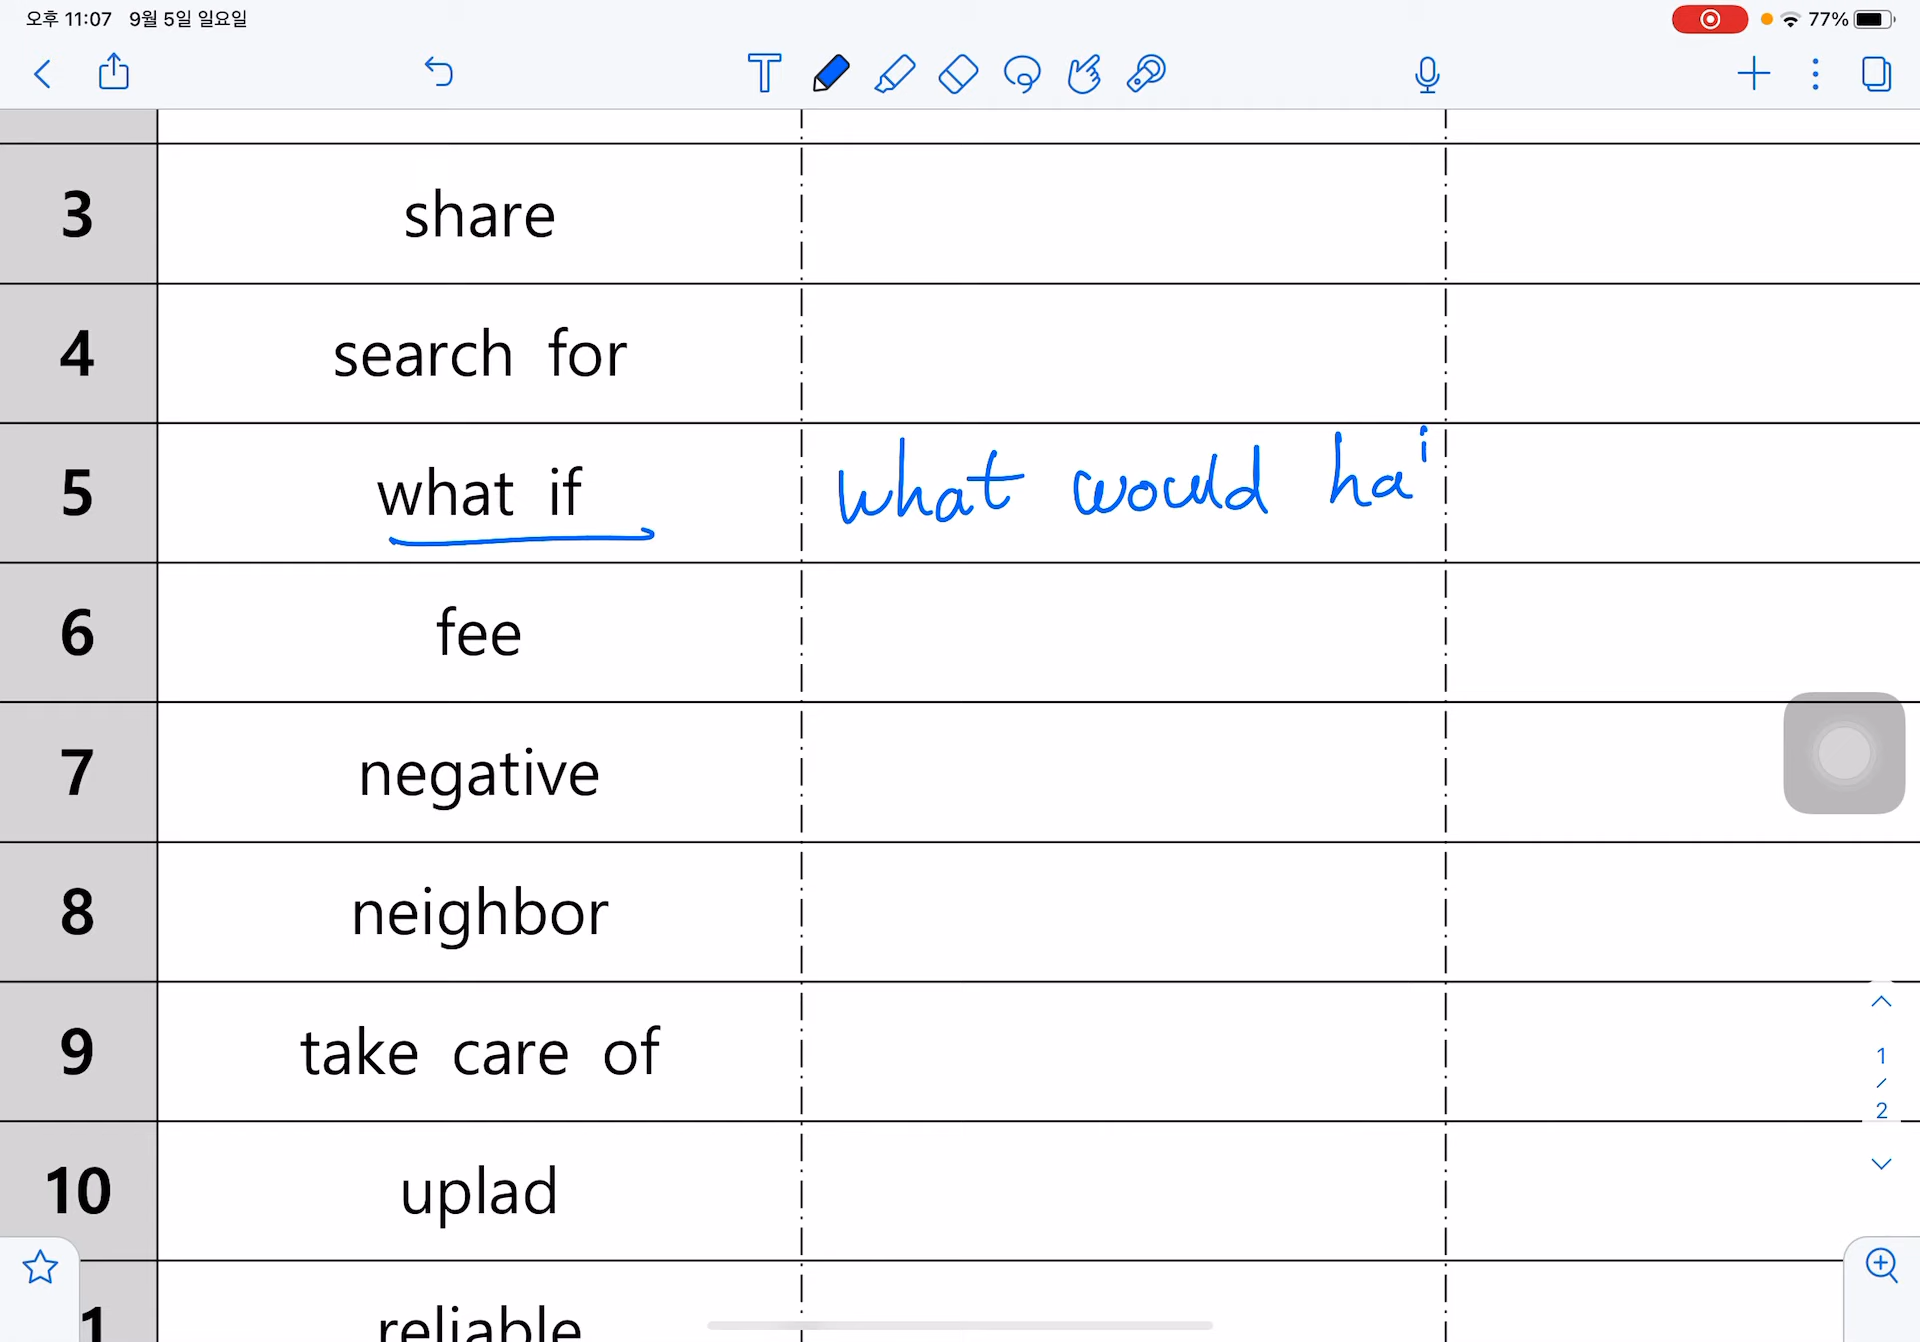 오후 11:07 9월 5일 일요일 77%
3 share
4 search for
5 what if what would ha
6 fee
7 negative
8 neighbor
9 take care of
10 uplad
1 reliable
1
/
2